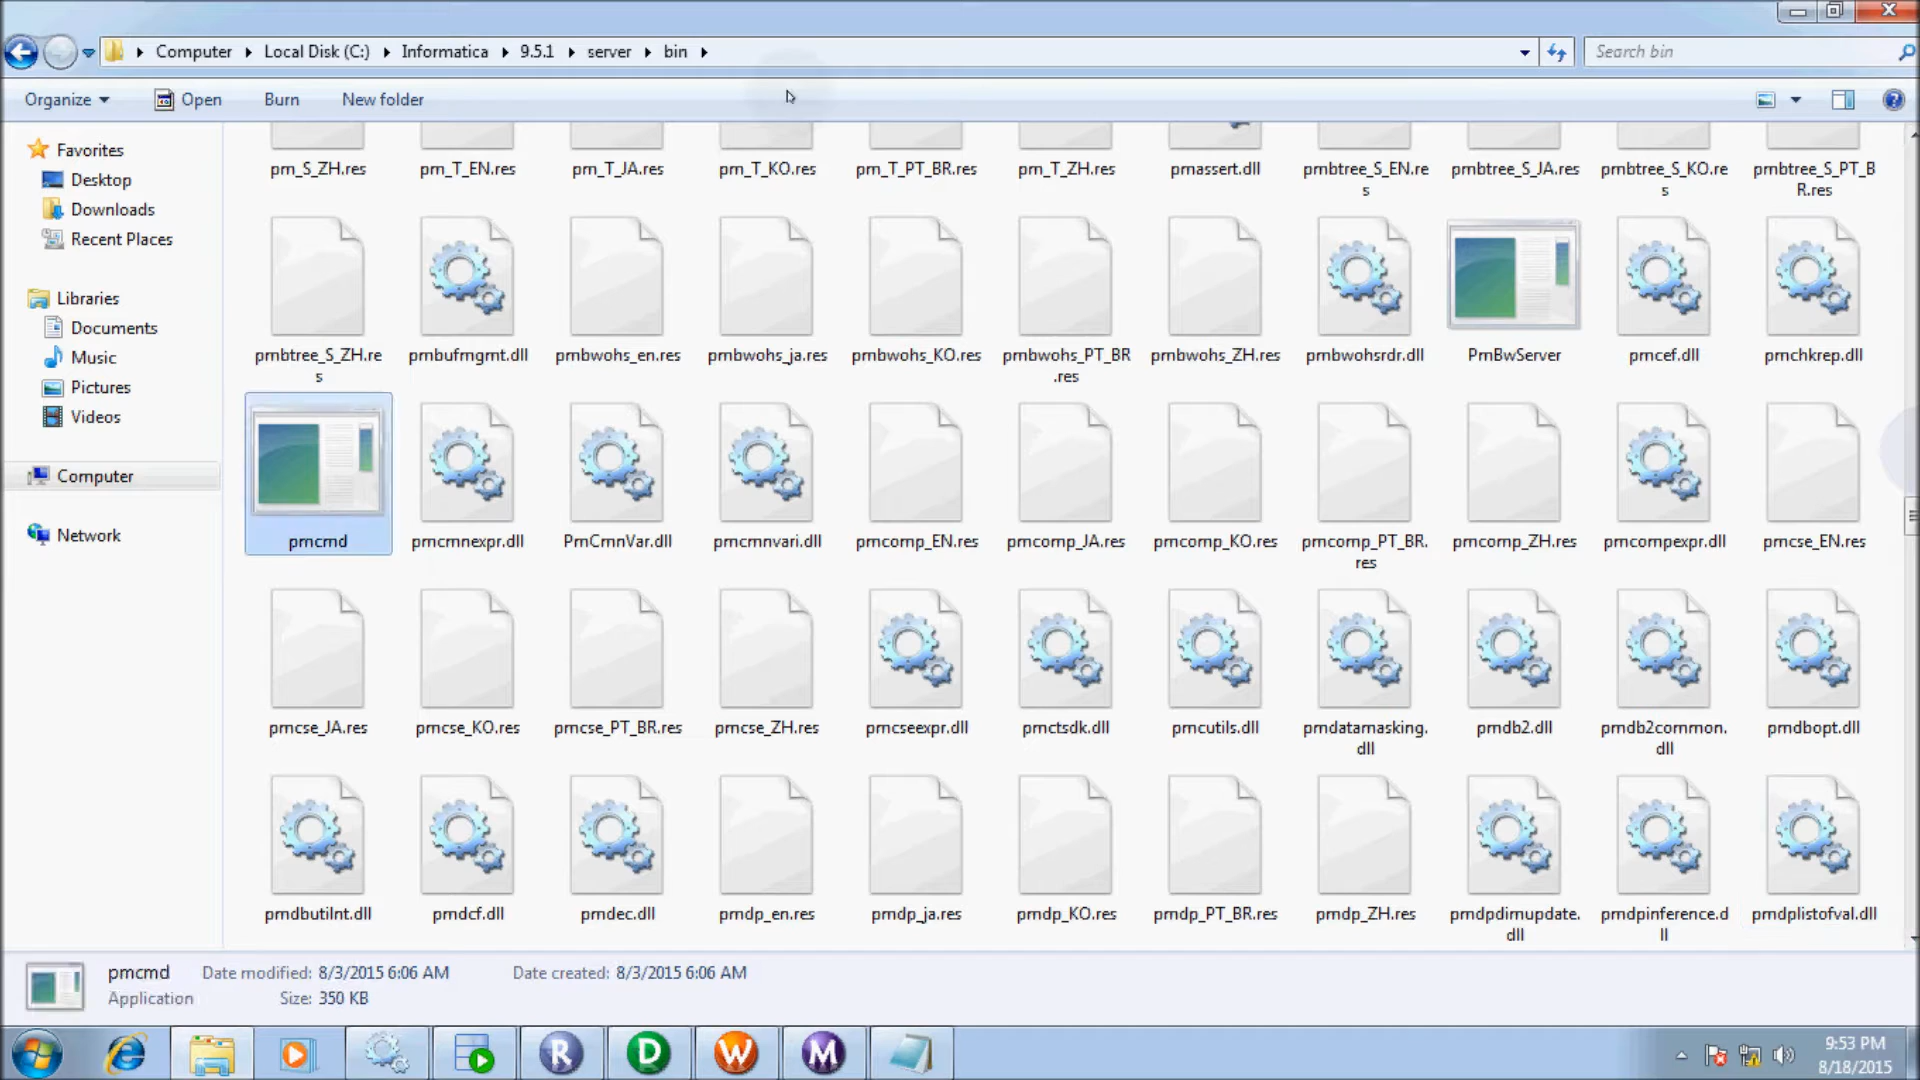 Computer Local Disk (C:) Informatica 9.5.1 server bin
Search bin
Organize Open Burn New folder
Favorites
Desktop
Downloads
Recent Places
Libraries
Documents
Music
Pictures
Videos
Computer
Network
pm_S_ZH.res pm_T_EN.res pm_T_JA.res pm_T_KO.res pm_T_PT_BR.res pm_T_ZH.res pmassert.dll pmbtree_S_EN.re pmbtree_S_JA.res pmbtree_S_KO.re pmbtree_S_PT_B
s s R.res
pmbtree_S_ZH.re pmbufmgmt.dll pmbwohs_en.res pmbwohs_ja.res pmbwohs_KO.res pmbwohs_PT_BR pmbwohs_ZH.res pmbwohsrdr.dll PmBwServer pmcef.dll pmchkrep.dll
s .res
pmcmd pmcmnexpr.dll PmCmnVar.dll pmcmnvari.dll pmcomp_EN.res pmcomp_JA.res pmcomp_KO.res pmcomp_PT_BR. pmcomp_ZH.res pmcompexpr.dll pmcse_EN.res
res
pmcse_JA.res pmcse_KO.res pmcse_PT_BR.res pmcse_ZH.res pmcseexpr.dll pmctsdk.dll pmcutils.dll pmdatamasking. pmdb2.dll pmdb2common. pmdbopt.dll
dll dll
pmdbutilnt.dll pmdcf.dll pmdec.dll pmdp_en.res pmdp_ja.res pmdp_KO.res pmdp_PT_BR.res pmdp_ZH.res pmdpdimupdate. pmdpinference.d pmdplistofval.dll
dll ll
pmcmd Date modified: 8/3/2015 6:06 AM Date created: 8/3/2015 6:06 AM
Application Size: 350 KB
R D W M
9:53 PM
8/18/2015